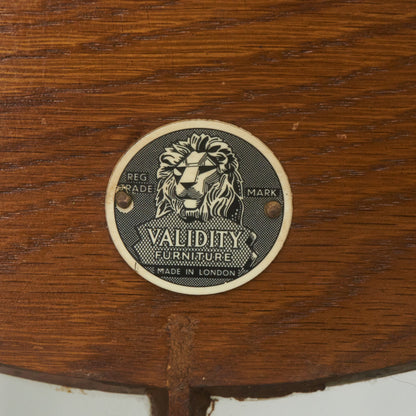 REG.
TRADE
MARK
VALIDITY
FURNITURE
MADE IN LONDON